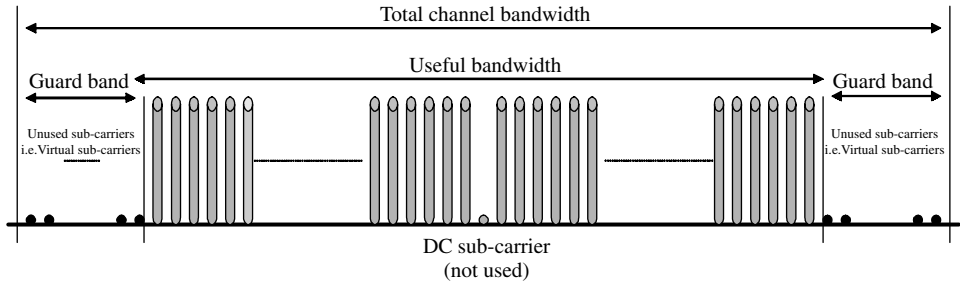 Total channel bandwidth
Useful bandwidth
Guard band
Guard band
Unused sub-carriers
i.e.Virtual sub-carriers
Unused sub-carriers
i.e.Virtual sub-carriers
DC sub-carrier
(not used)